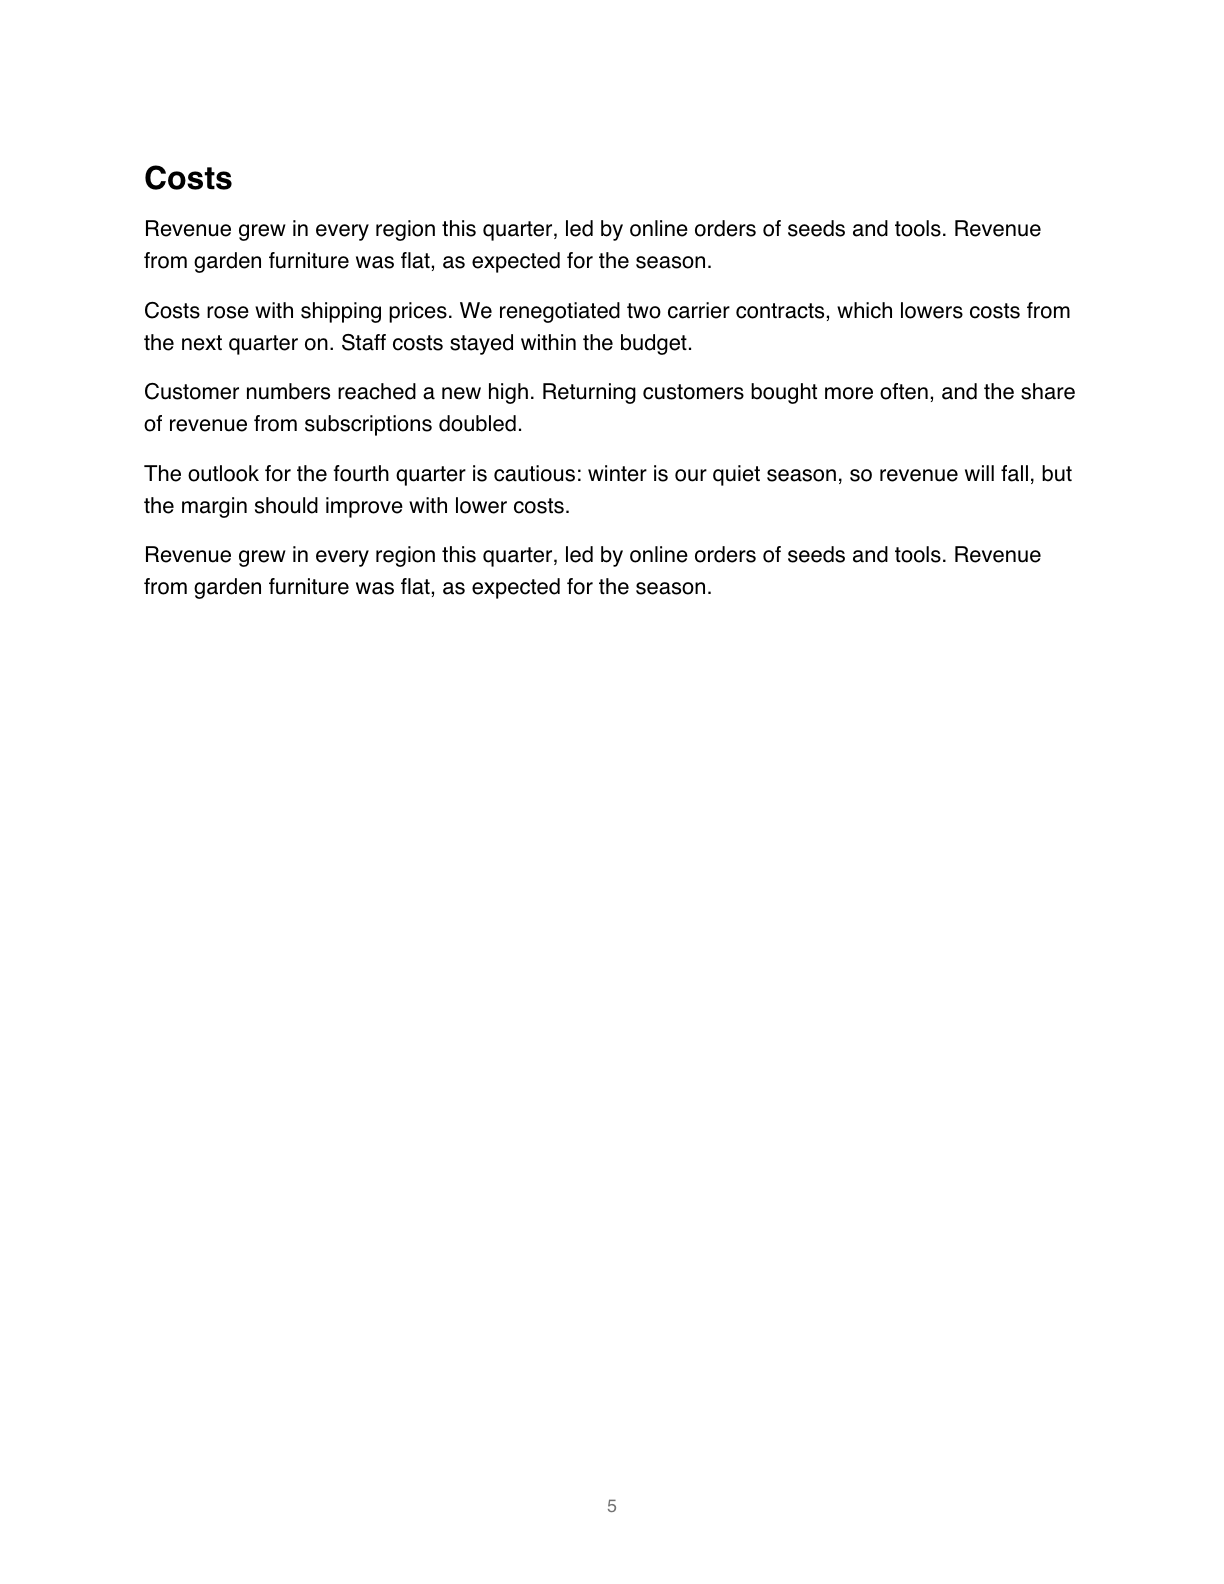 Costs
Revenue grew in every region this quarter, led by online orders of seeds and tools. Revenue
from garden furniture was flat, as expected for the season.
Costs rose with shipping prices. We renegotiated two carrier contracts, which lowers costs from
the next quarter on. Staff costs stayed within the budget.
Customer numbers reached a new high. Returning customers bought more often, and the share
of revenue from subscriptions doubled.
The outlook for the fourth quarter is cautious: winter is our quiet season, so revenue will fall, but
the margin should improve with lower costs.
Revenue grew in every region this quarter, led by online orders of seeds and tools. Revenue
from garden furniture was flat, as expected for the season.
5